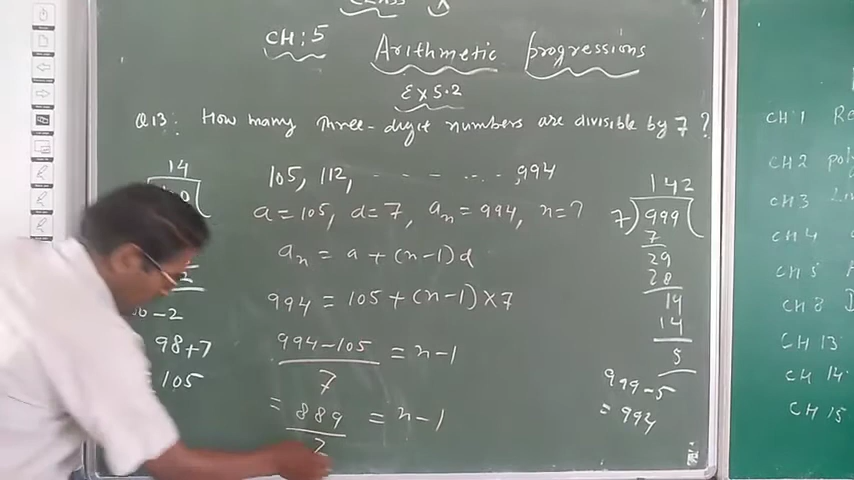 CH:5 Arithmetic progressions
Ex 5.2
Q13: How many three-digit numbers are divisible by 7 ?
105, 112, - - - - - - - , 994
a = 105, d = 7, an = 994, n = ?
an = a + (n-1)d
994 = 105 + (n-1) × 7
994-105 / 7 = n-1
= 889 / 7 = n-1
14
-2
98+7
105
142
7) 999 (
7
29
28
19
14
5
999-5
= 994
CH 1
CH 2 poly
CH 3
CH 4
CH 5
CH 8
CH 13
CH 14
CH 15